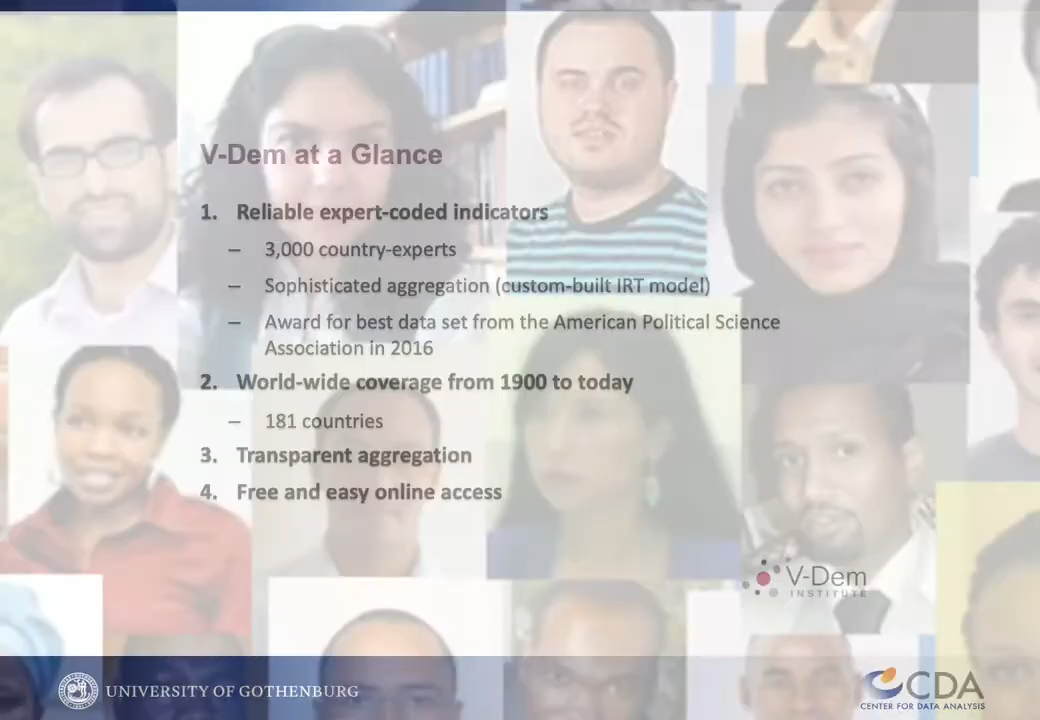 V-Dem at a Glance
1. Reliable expert-coded indicators
– 3,000 country-experts
– Sophisticated aggregation (custom-built IRT model)
– Award for best data set from the American Political Science
Association in 2016
2. World-wide coverage from 1900 to today
– 181 countries
3. Transparent aggregation
4. Free and easy online access
V-Dem
INSTITUTE
UNIVERSITY OF GOTHENBURG
CDA
CENTER FOR DATA ANALYSIS